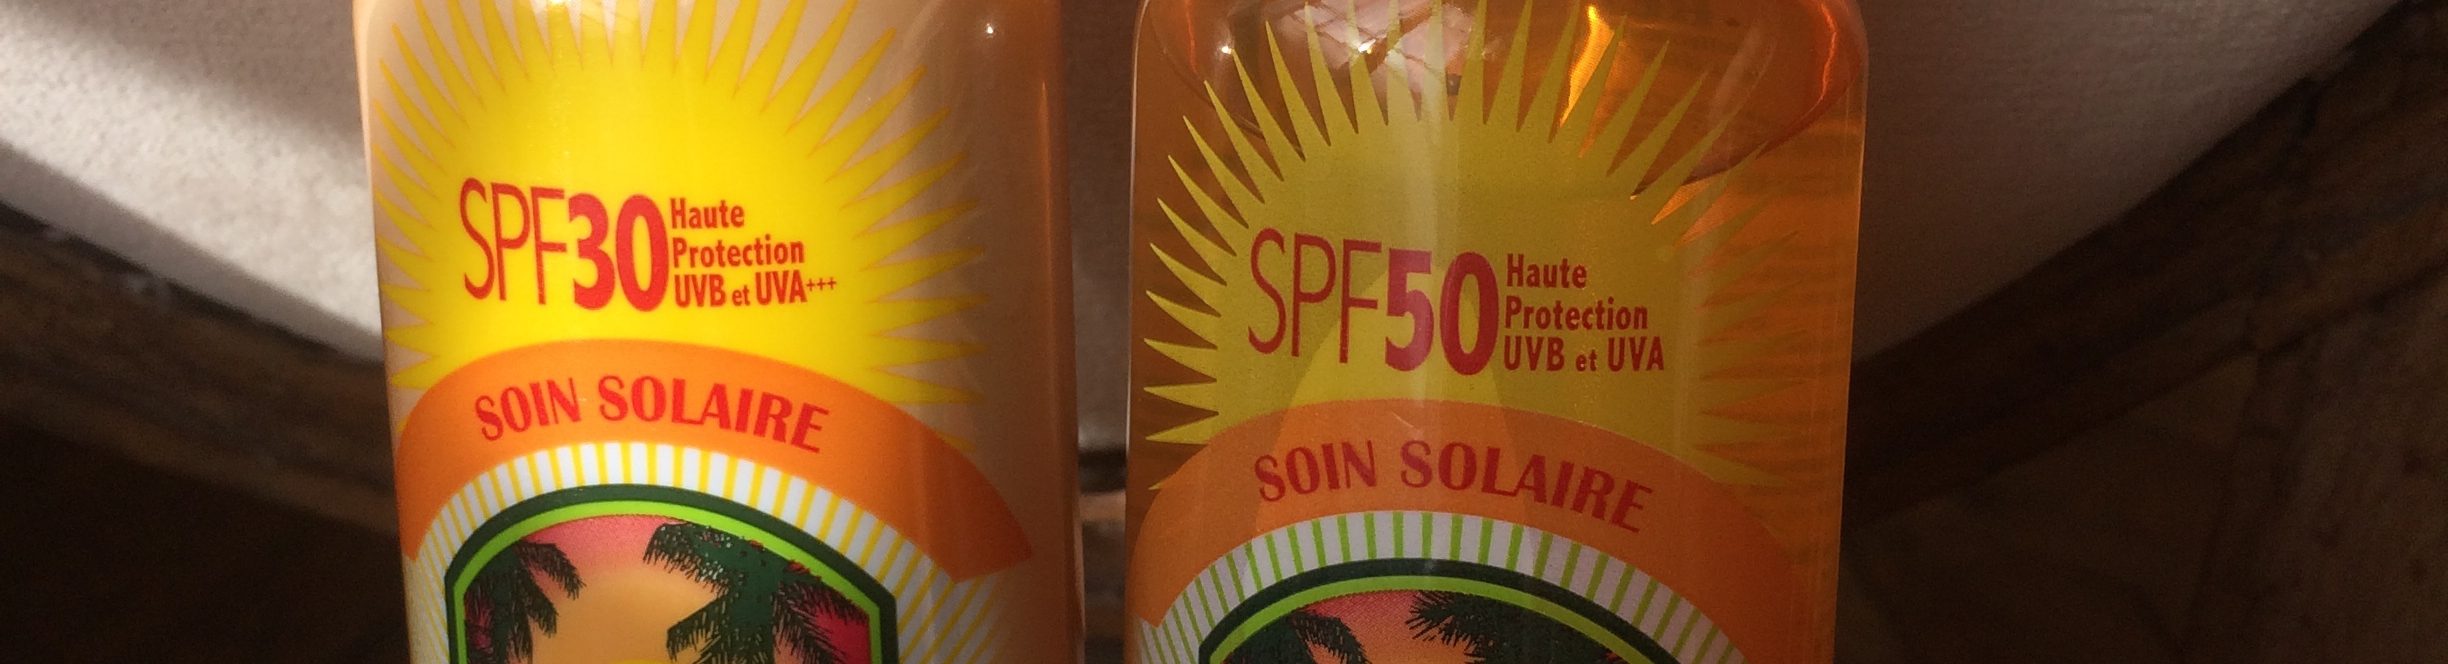 SPF30
Haute
Protection
UVB et UVA+++
SOIN SOLAIRE
SPF50
Haute
Protection
UVB et UVA
SOIN SOLAIRE